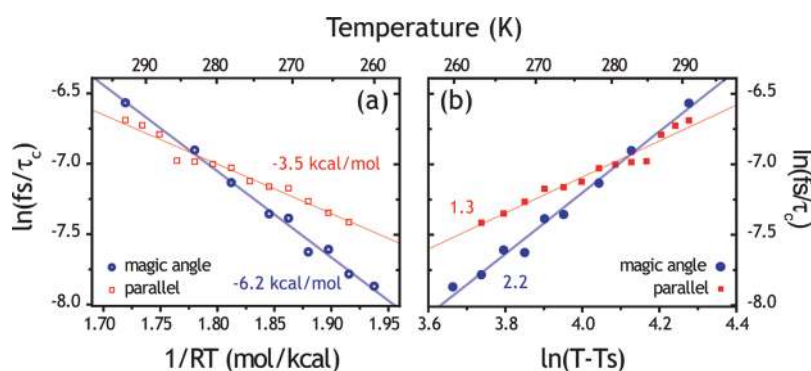 Temperature (K)
290 280 270 260
260 270 280 290
-6.5
-7.0
-7.5
-8.0
ln(fs/τc)
(a)
-3.5 kcal/mol
magic angle
parallel
-6.2 kcal/mol
1.70 1.75 1.80 1.85 1.90 1.95
1/RT (mol/kcal)
(b)
1.3
2.2
magic angle
parallel
-6.5
-7.0
-7.5
-8.0
ln(fs/τc)
3.6 3.8 4.0 4.2 4.4
ln(T-Ts)